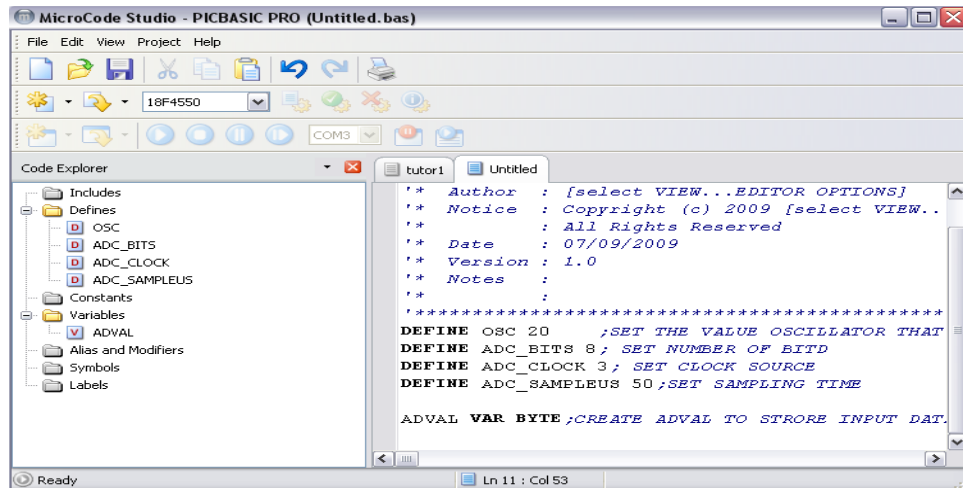 MicroCode Studio - PICBASIC PRO (Untitled.bas)
File Edit View Project Help
18F4550
COM3
Code Explorer
Includes
Defines
OSC
ADC_BITS
ADC_CLOCK
ADC_SAMPLEUS
Constants
Variables
ADVAL
Alias and Modifiers
Symbols
Labels
tutor1 Untitled
'* Author : [select VIEW...EDITOR OPTIONS]
'* Notice : Copyright (c) 2009 [select VIEW..
'* : All Rights Reserved
'* Date : 07/09/2009
'* Version : 1.0
'* Notes :
'* :
'***********************************************
DEFINE OSC 20 ;SET THE VALUE OSCILLATOR THAT
DEFINE ADC_BITS 8; SET NUMBER OF BITD
DEFINE ADC_CLOCK 3; SET CLOCK SOURCE
DEFINE ADC_SAMPLEUS 50;SET SAMPLING TIME
ADVAL VAR BYTE;CREATE ADVAL TO STRORE INPUT DAT
Ready
Ln 11 : Col 53